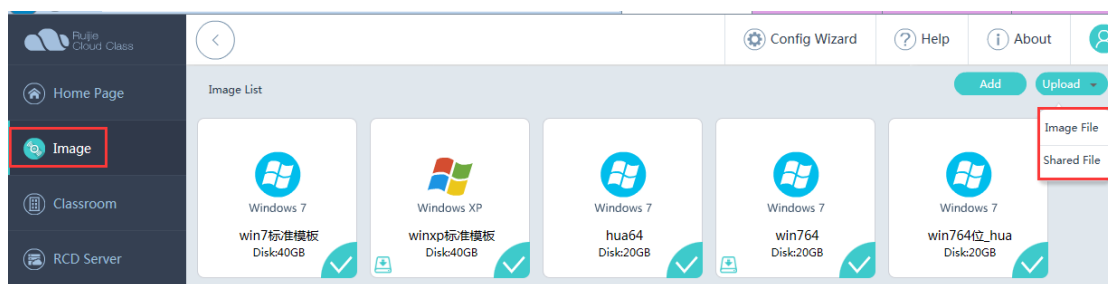 Ruijie
Cloud Class
Config Wizard
Help
About
Home Page
Image List
Add
Upload
Image File
Shared File
Image
Classroom
RCD Server
Windows 7
win7标准模板
Disk:40GB
Windows XP
winxp标准模板
Disk:40GB
Windows 7
hua64
Disk:20GB
Windows 7
win764
Disk:20GB
Windows 7
win764位_hua
Disk:20GB